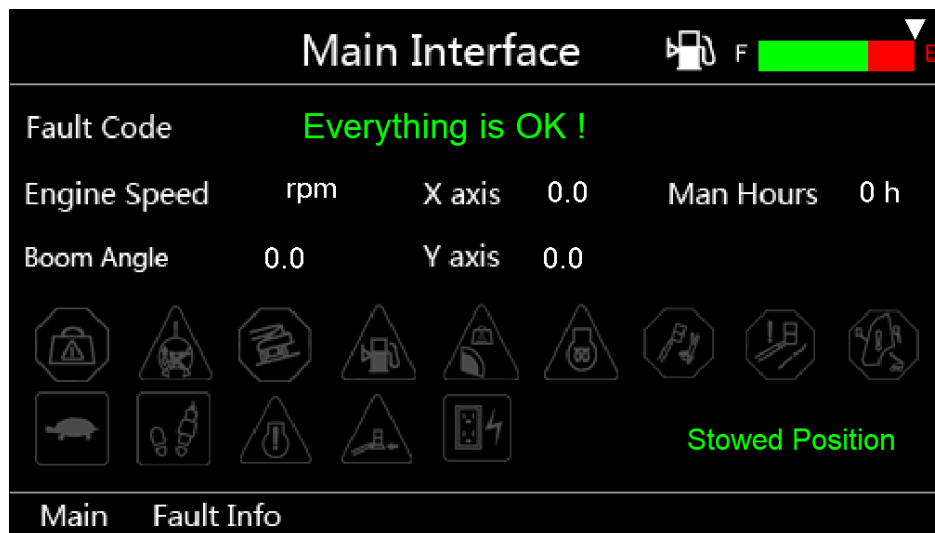 Main Interface F E
Fault Code Everything is OK !
Engine Speed rpm X axis 0.0 Man Hours 0 h
Boom Angle 0.0 Y axis 0.0
Stowed Position
Main Fault Info